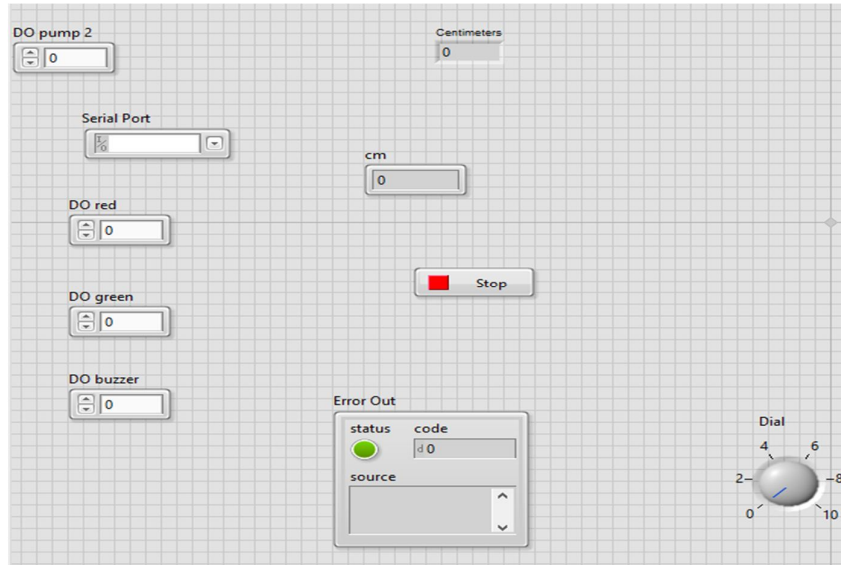 DO pump 2
0
Centimeters
0
Serial Port
I/O
cm
0
DO red
0
Stop
DO green
0
DO buzzer
0
Error Out
status code
d 0
source
Dial
4 6
2 8
0 10